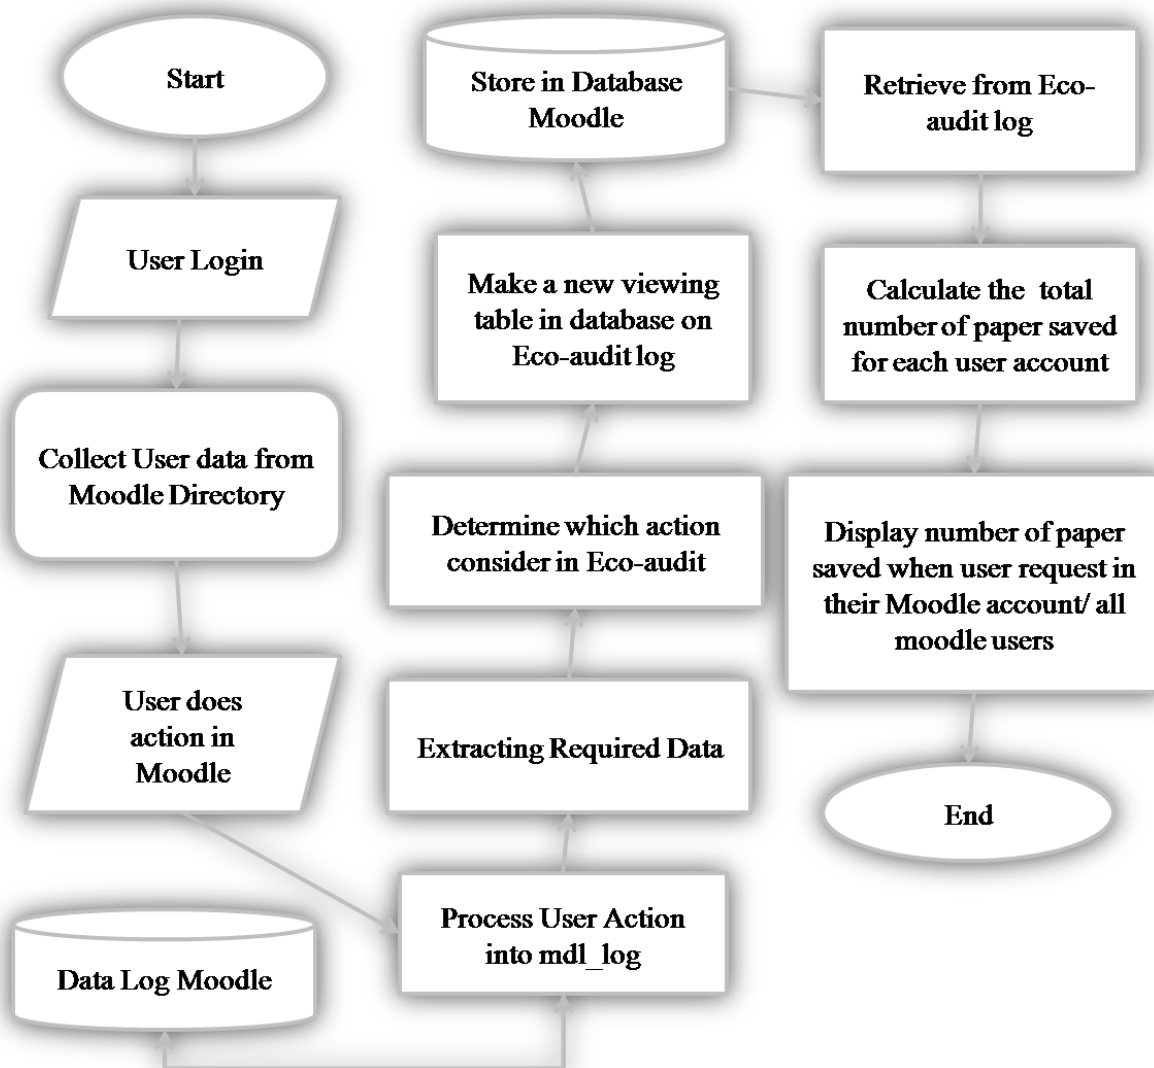 Start
User Login
Collect User data from
Moodle Directory
User does
action in
Moodle
Data Log Moodle
Process User Action
into mdl_log
Extracting Required Data
Determine which action
consider in Eco-audit
Make a new viewing
table in database on
Eco-audit log
Store in Database
Moodle
Retrieve from Eco-
audit log
Calculate the total
number of paper saved
for each user account
Display number of paper
saved when user request in
their Moodle account/ all
moodle users
End